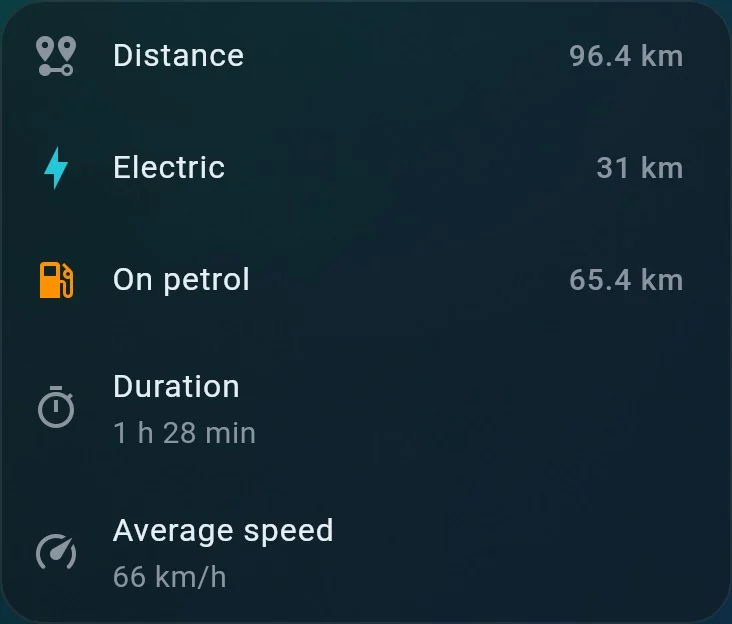 Distance 96.4 km
Electric 31 km
On petrol 65.4 km
Duration
1 h 28 min
Average speed
66 km/h